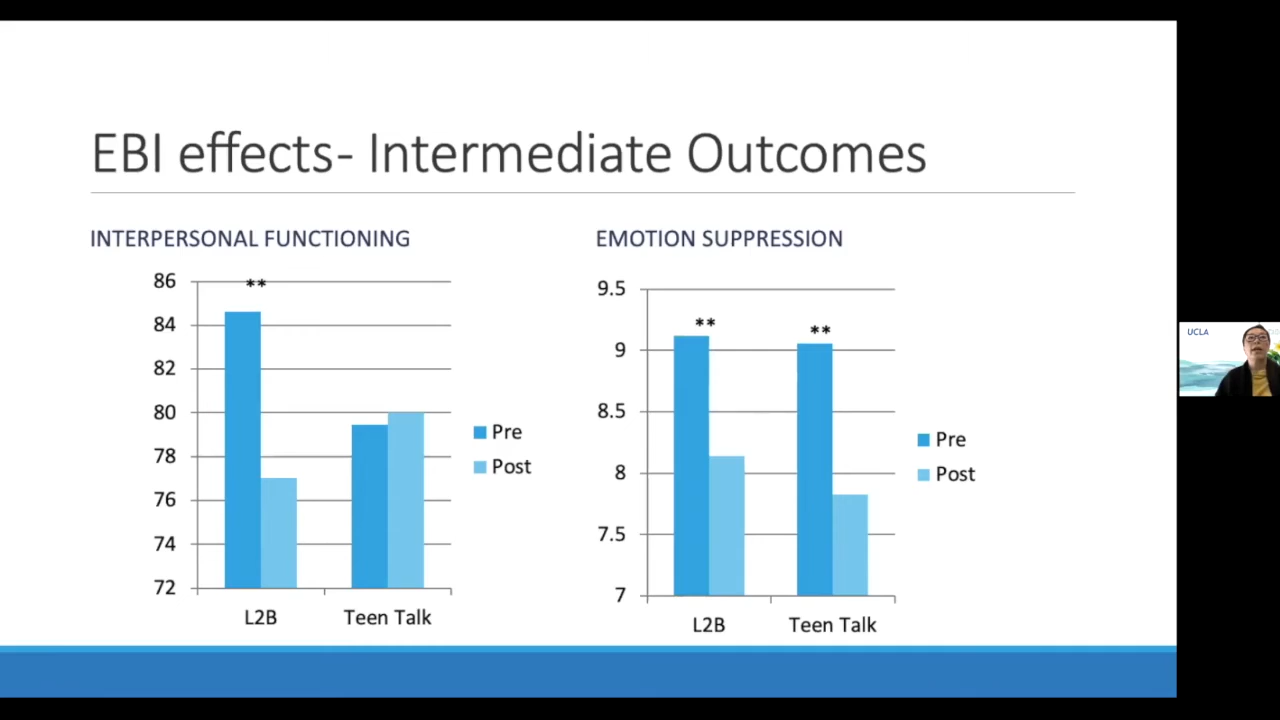 EBI effects- Intermediate Outcomes
INTERPERSONAL FUNCTIONING
86
84
82
80
78
76
74
72
**
L2B
Teen Talk
Pre
Post
EMOTION SUPPRESSION
9.5
9
8.5
8
7.5
7
**
**
L2B
Teen Talk
Pre
Post
UCLA